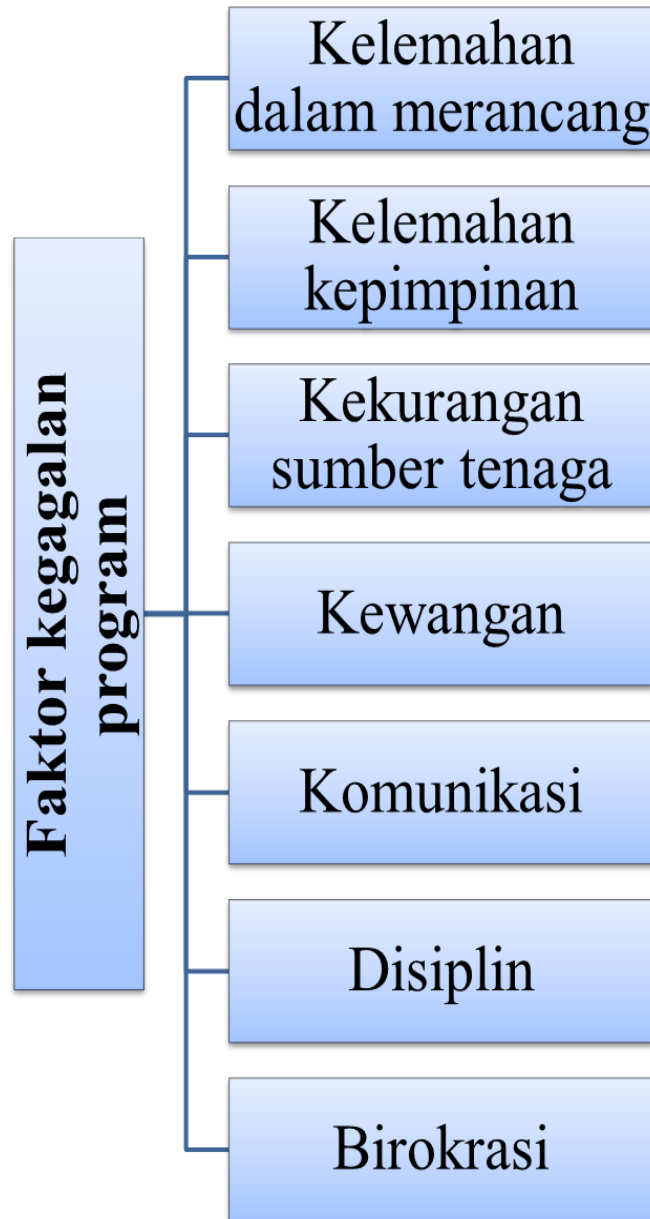 Faktor kegagalan
program
Kelemahan
dalam merancang
Kelemahan
kepimpinan
Kekurangan
sumber tenaga
Kewangan
Komunikasi
Disiplin
Birokrasi